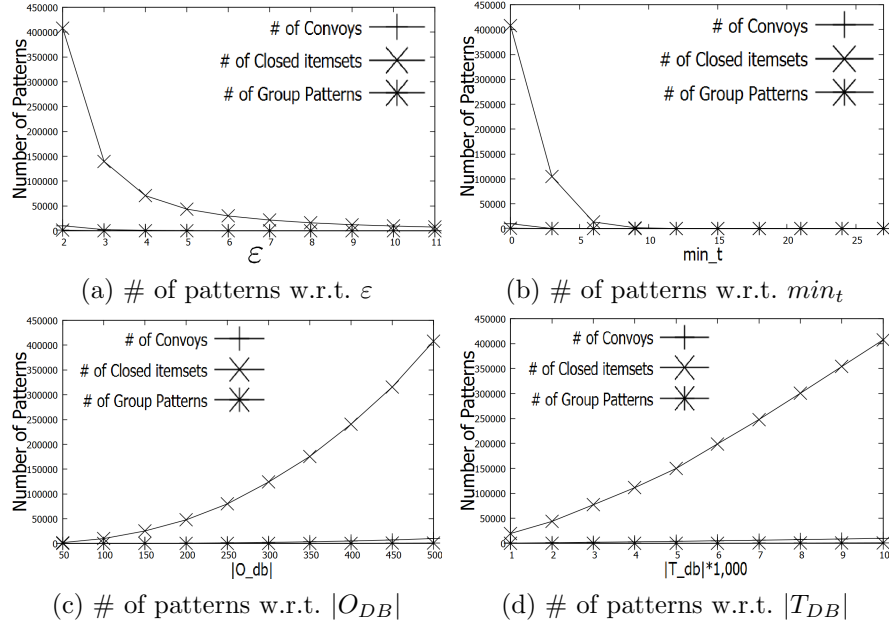 450000
400000
350000
300000
250000
200000
150000
100000
50000
0
Number of Patterns
# of Convoys
# of Closed itemsets
# of Group Patterns
2 3 4 5 6 7 8 9 10 11
ε
(a) # of patterns w.r.t. ε
450000
400000
350000
300000
250000
200000
150000
100000
50000
0
Number of Patterns
# of Convoys
# of Closed itemsets
# of Group Patterns
0 5 10 15 20 25
min_t
(b) # of patterns w.r.t. min_t
450000
400000
350000
300000
250000
200000
150000
100000
50000
0
Number of Patterns
# of Convoys
# of Closed itemsets
# of Group Patterns
50 100 150 200 250 300 350 400 450 500
|O_db|
(c) # of patterns w.r.t. |O_DB|
450000
400000
350000
300000
250000
200000
150000
100000
50000
0
Number of Patterns
# of Convoys
# of Closed itemsets
# of Group Patterns
1 2 3 4 5 6 7 8 9 10
|T_db|*1,000
(d) # of patterns w.r.t. |T_DB|